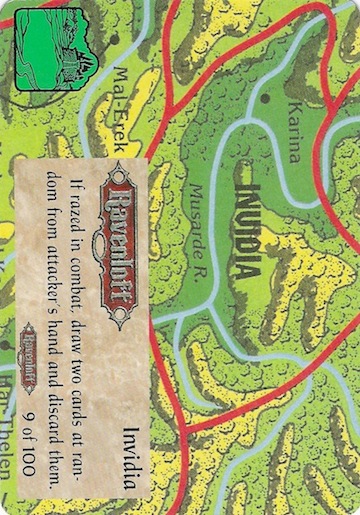 Mal-Erek
Karina
INVIDIA
Musarde R.
Ravenloft
Invidia
If razed in combat, draw two cards at ran-
dom from attacker's hand and discard them.
Ravenloft
9 of 100
Thelen